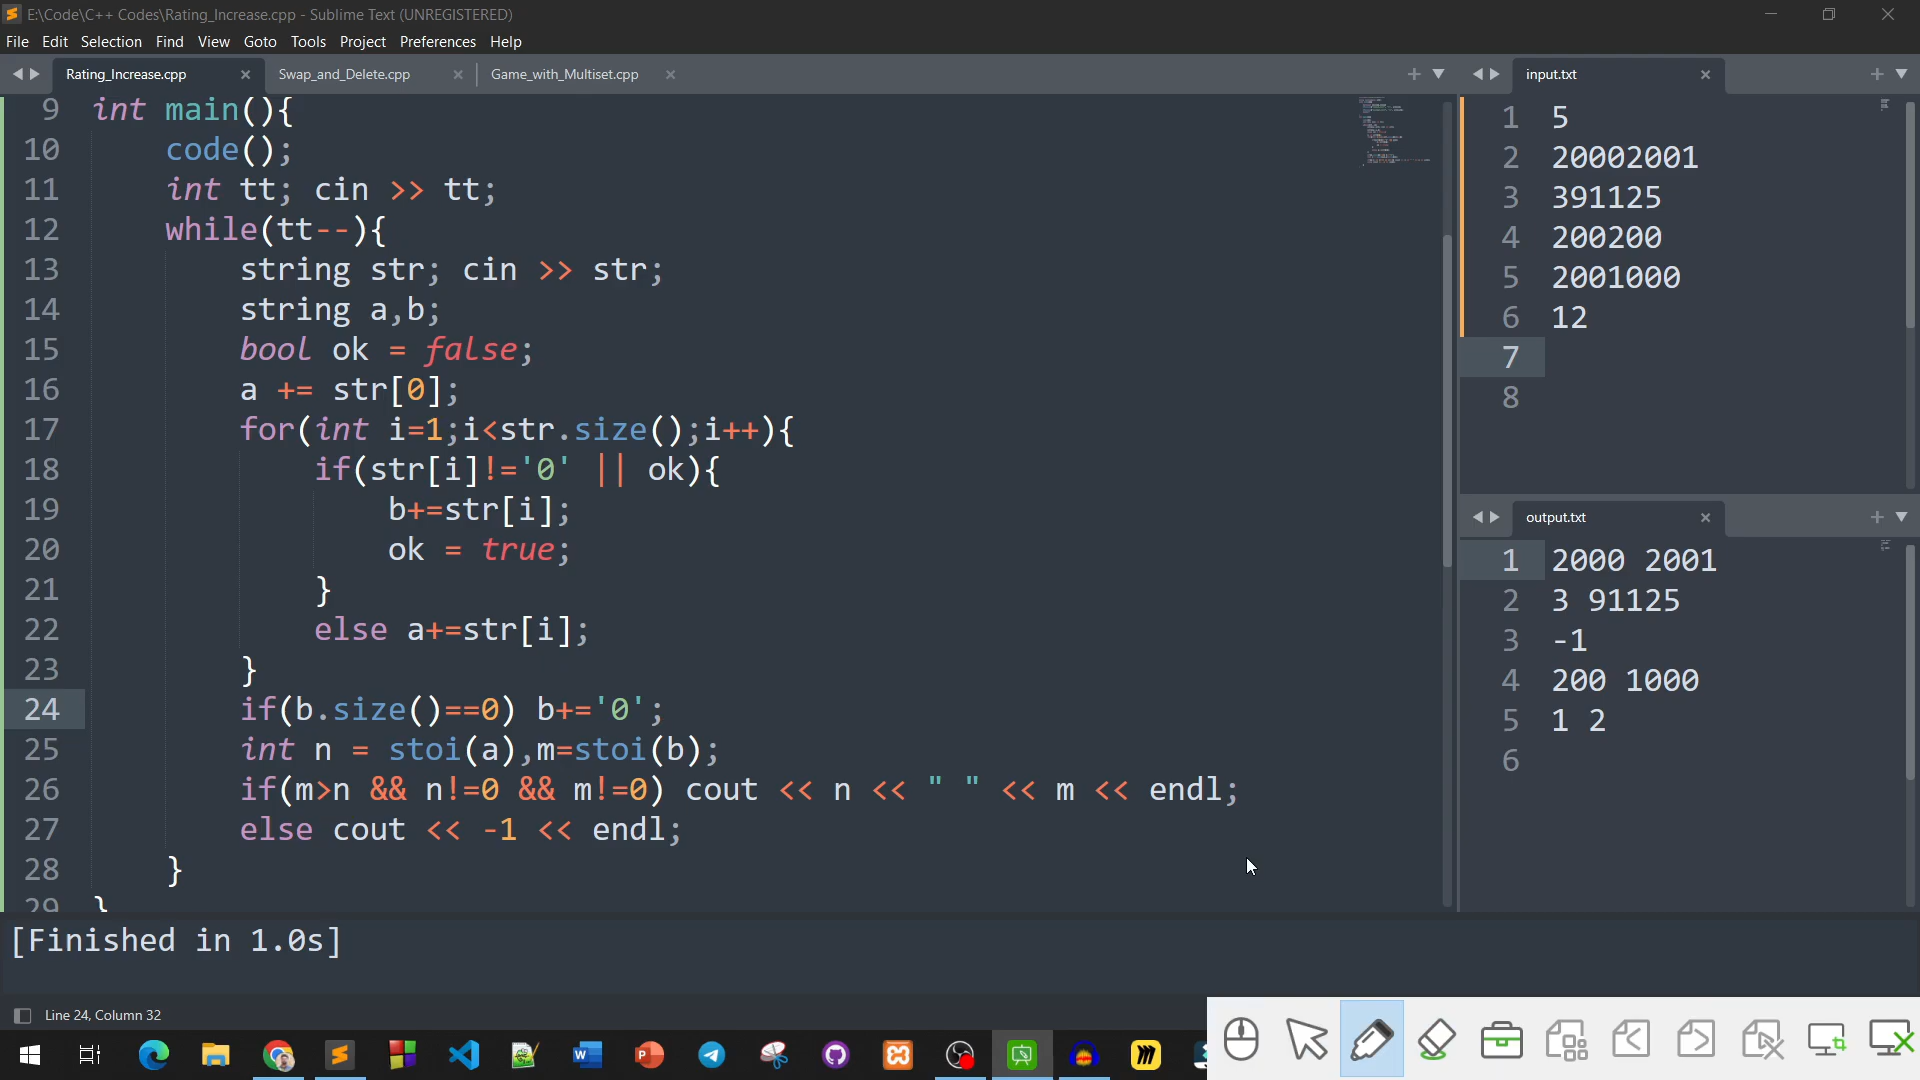 E:\Code\C++ Codes\Rating_Increase.cpp - Sublime Text (UNREGISTERED)
File Edit Selection Find View Goto Tools Project Preferences Help
Rating_Increase.cpp Swap_and_Delete.cpp Game_with_Multiset.cpp
9 int main(){
10 code();
11 int tt; cin >> tt;
12 while(tt--){
13 string str; cin >> str;
14 string a,b;
15 bool ok = false;
16 a += str[0];
17 for(int i=1;i<str.size();i++){
18 if(str[i]!='0' || ok){
19 b+=str[i];
20 ok = true;
21 }
22 else a+=str[i];
23 }
24 if(b.size()==0) b+='0';
25 int n = stoi(a),m=stoi(b);
26 if(m>n && n!=0 && m!=0) cout << n << " " << m << endl;
27 else cout << -1 << endl;
28 }
29 }
input.txt
1 5
2 20002001
3 391125
4 200200
5 2001000
6 12
7
8
output.txt
1 2000 2001
2 3 91125
3 -1
4 200 1000
5 1 2
6
[Finished in 1.0s]
Line 24, Column 32